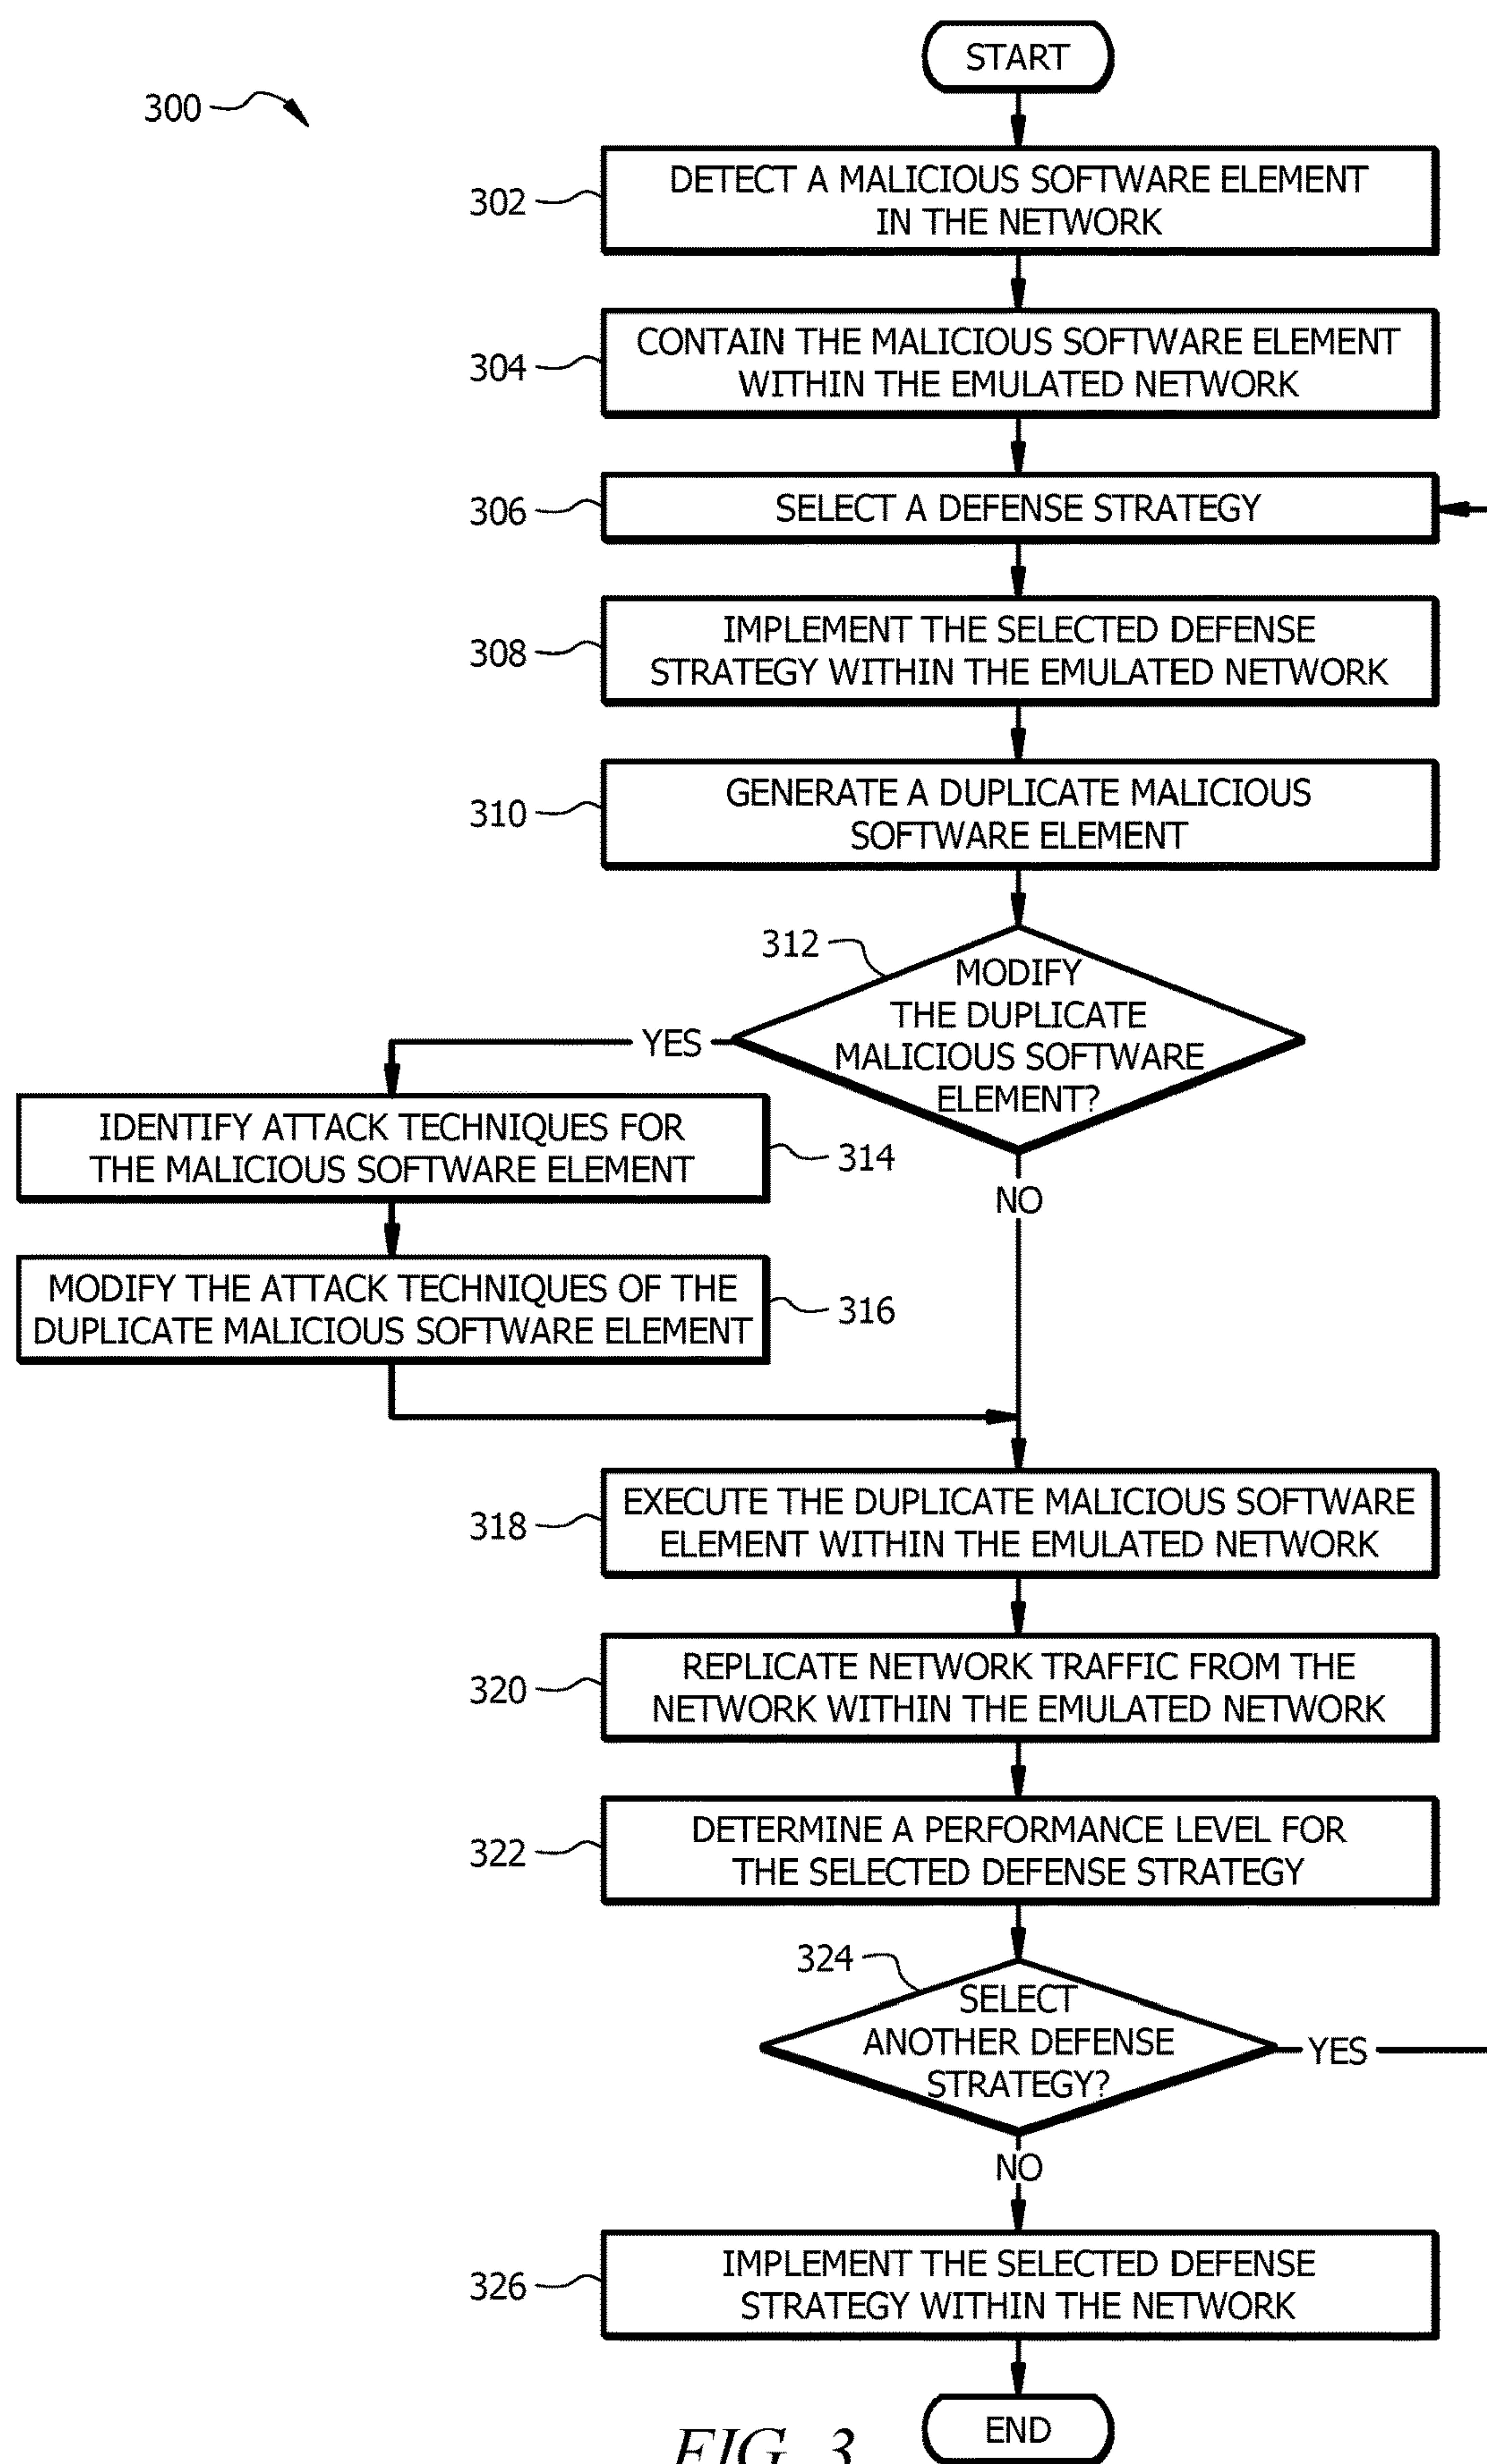 START
300
302
DETECT A MALICIOUS SOFTWARE ELEMENT
IN THE NETWORK
304
CONTAIN THE MALICIOUS SOFTWARE ELEMENT
WITHIN THE EMULATED NETWORK
306
SELECT A DEFENSE STRATEGY
308
IMPLEMENT THE SELECTED DEFENSE
STRATEGY WITHIN THE EMULATED NETWORK
310
GENERATE A DUPLICATE MALICIOUS
SOFTWARE ELEMENT
312
MODIFY
THE DUPLICATE
MALICIOUS SOFTWARE
ELEMENT?
YES
IDENTIFY ATTACK TECHNIQUES FOR
THE MALICIOUS SOFTWARE ELEMENT
314
NO
MODIFY THE ATTACK TECHNIQUES OF THE
DUPLICATE MALICIOUS SOFTWARE ELEMENT
316
318
EXECUTE THE DUPLICATE MALICIOUS SOFTWARE
ELEMENT WITHIN THE EMULATED NETWORK
320
REPLICATE NETWORK TRAFFIC FROM THE
NETWORK WITHIN THE EMULATED NETWORK
322
DETERMINE A PERFORMANCE LEVEL FOR
THE SELECTED DEFENSE STRATEGY
324
SELECT
ANOTHER DEFENSE
STRATEGY?
YES
NO
326
IMPLEMENT THE SELECTED DEFENSE
STRATEGY WITHIN THE NETWORK
END
FIG. 3